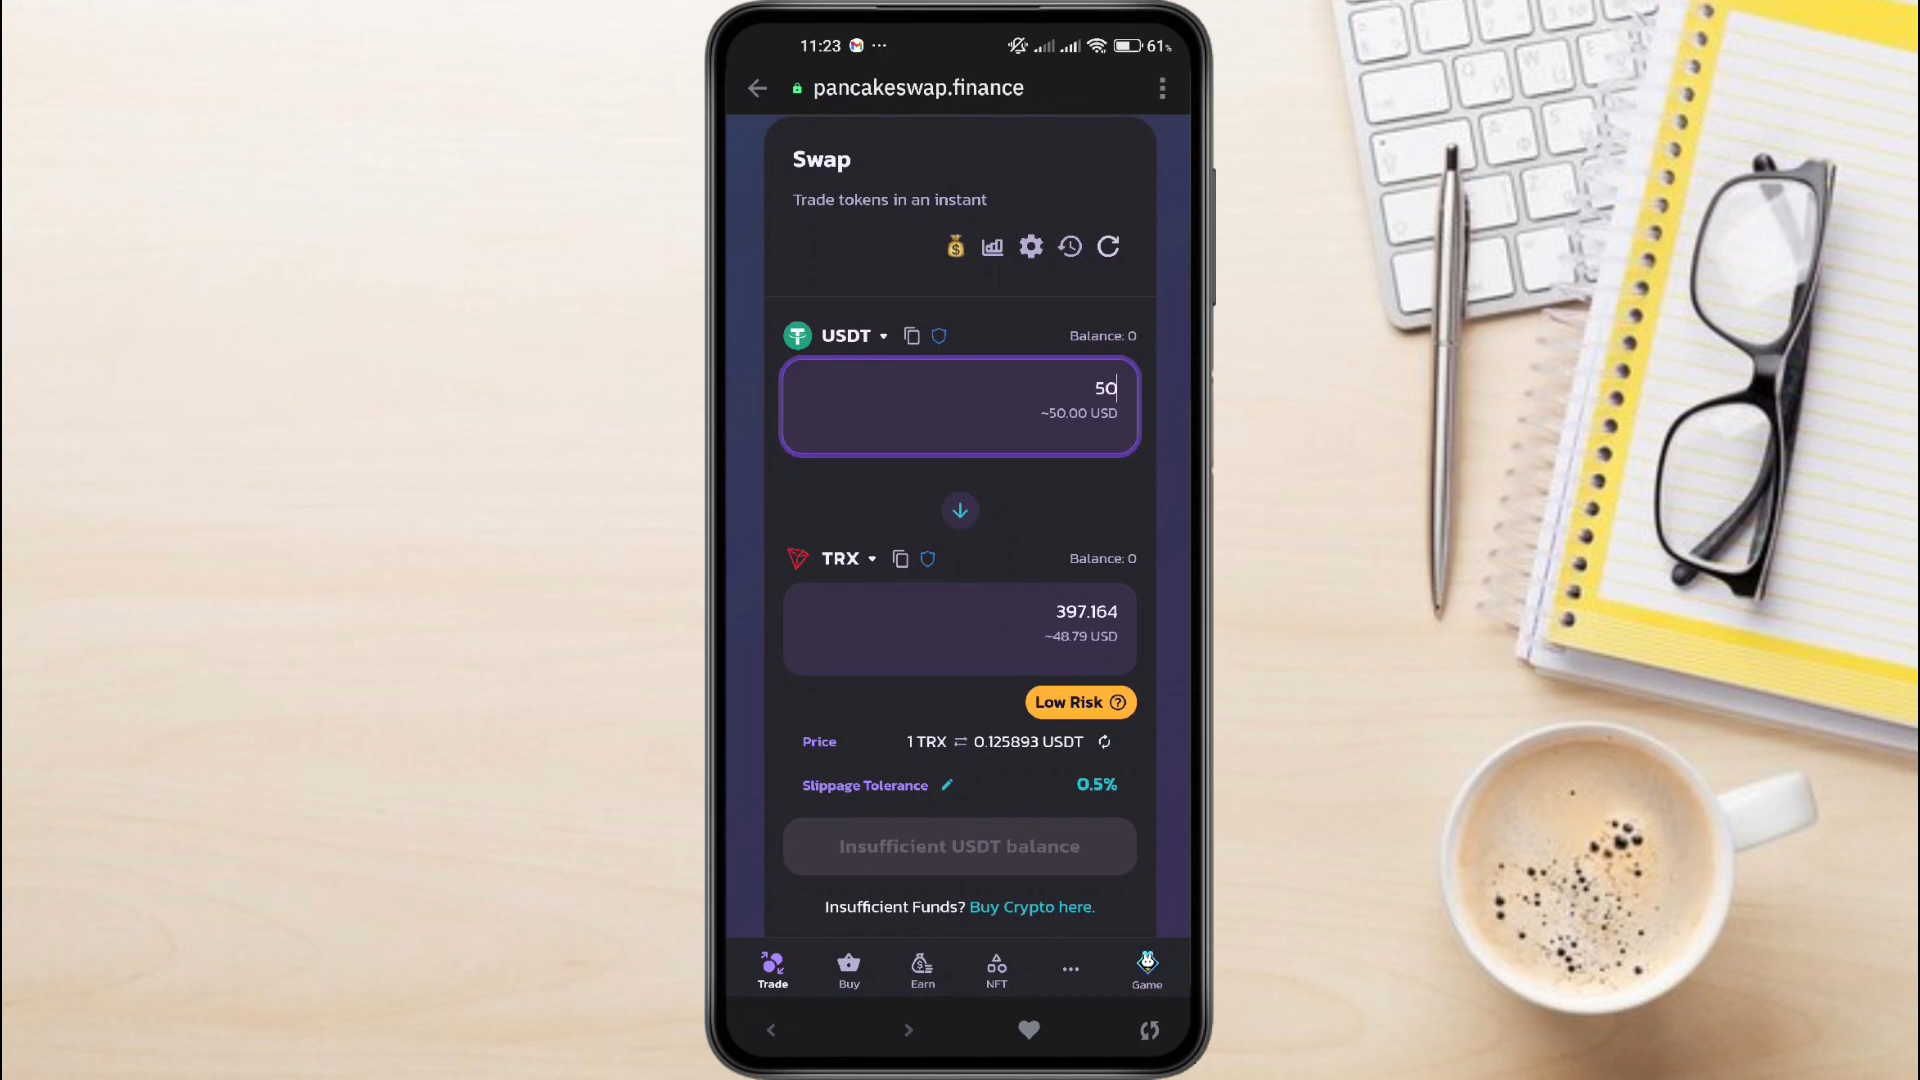 11:23
61%
pancakeswap.finance
Swap
Trade tokens in an instant
USDT
Balance: 0
50
~50.00 USD
TRX
Balance: 0
397.164
~48.79 USD
Low Risk
Price 1 TRX ⇌ 0.125893 USDT
Slippage Tolerance 0.5%
Insufficient USDT balance
Insufficient Funds? Buy Crypto here.
Trade Buy Earn NFT Game